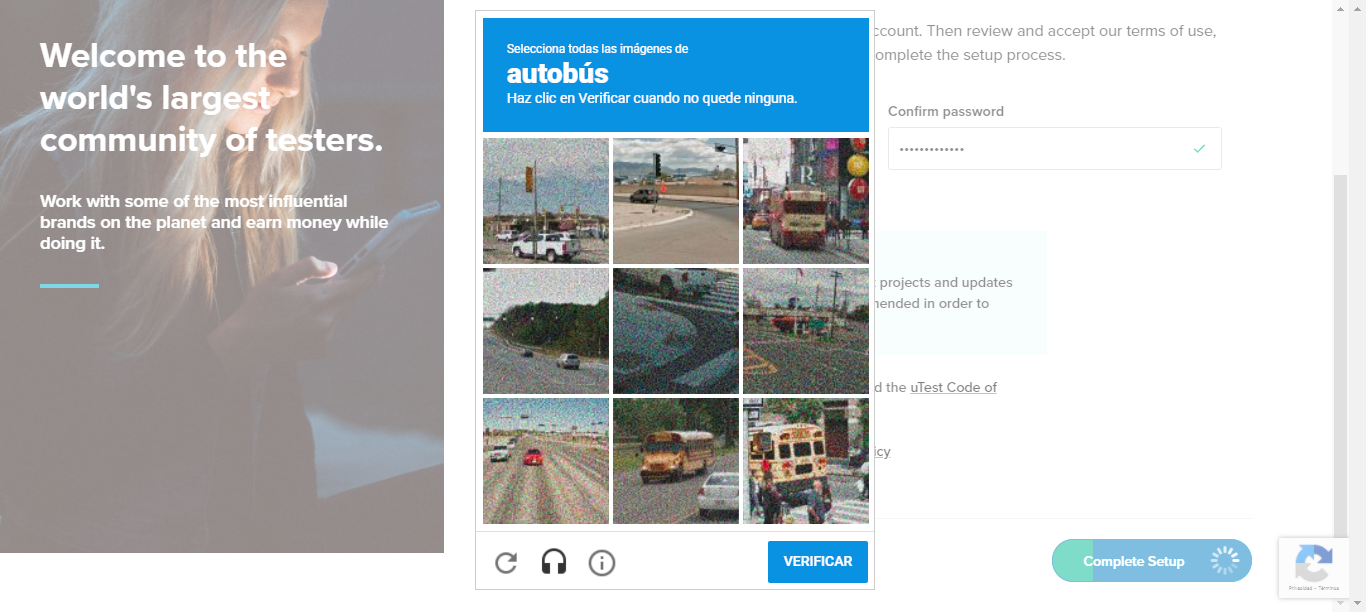 Welcome to the
world's largest
community of testers.
Work with some of the most influential
brands on the planet and earn money while
doing it.
Selecciona todas las imágenes de
autobús
Haz clic en Verificar cuando no quede ninguna.
R
VERIFICAR
ccount. Then review and accept our terms of use,
omplete the setup process.
Confirm password
projects and updates
mended in order to
d the uTest Code of
icy
Complete Setup
Privacidad - Términos